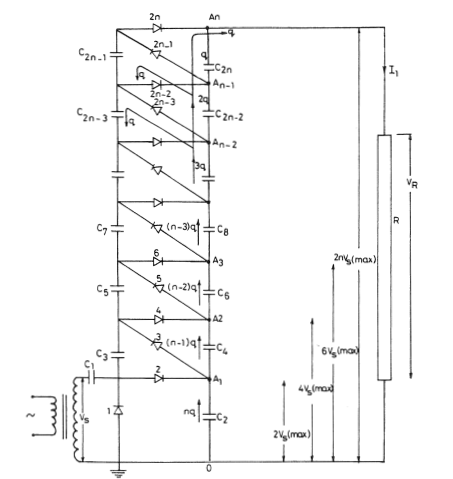 2n An
q
2n-1
C2n-1
q
C2n
q
An-1
2n-2
2n-3
2q
C2n-3
q
C2n-2
An-2
3q
I1
VR
R
C7
(n-3)q
C8
6
A3
2nVs(max)
C5
5
(n-2)q
C6
4
A2
6Vs(max)
C3
3
(n-1)q
C4
4Vs(max)
C1
2
A1
~
Vs
1
nq
C2
2Vs(max)
0